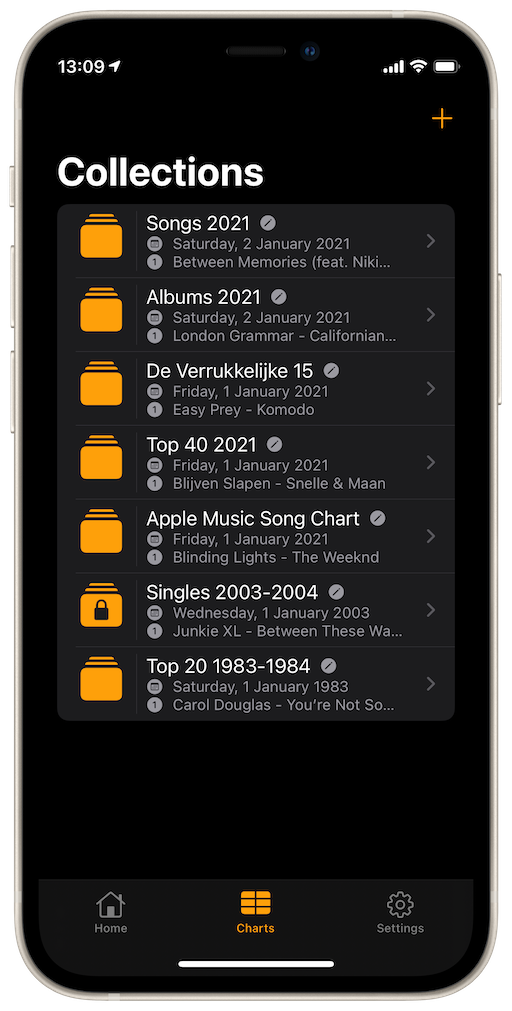 13:09
Collections
Songs 2021
Saturday, 2 January 2021
1 Between Memories (feat. Niki...
Albums 2021
Saturday, 2 January 2021
1 London Grammar - Californian...
De Verrukkelijke 15
Friday, 1 January 2021
1 Easy Prey - Komodo
Top 40 2021
Friday, 1 January 2021
1 Blijven Slapen - Snelle & Maan
Apple Music Song Chart
Friday, 1 January 2021
1 Blinding Lights - The Weeknd
Singles 2003-2004
Wednesday, 1 January 2003
1 Junkie XL - Between These Wa...
Top 20 1983-1984
Saturday, 1 January 1983
1 Carol Douglas - You're Not So...
Home
Charts
Settings